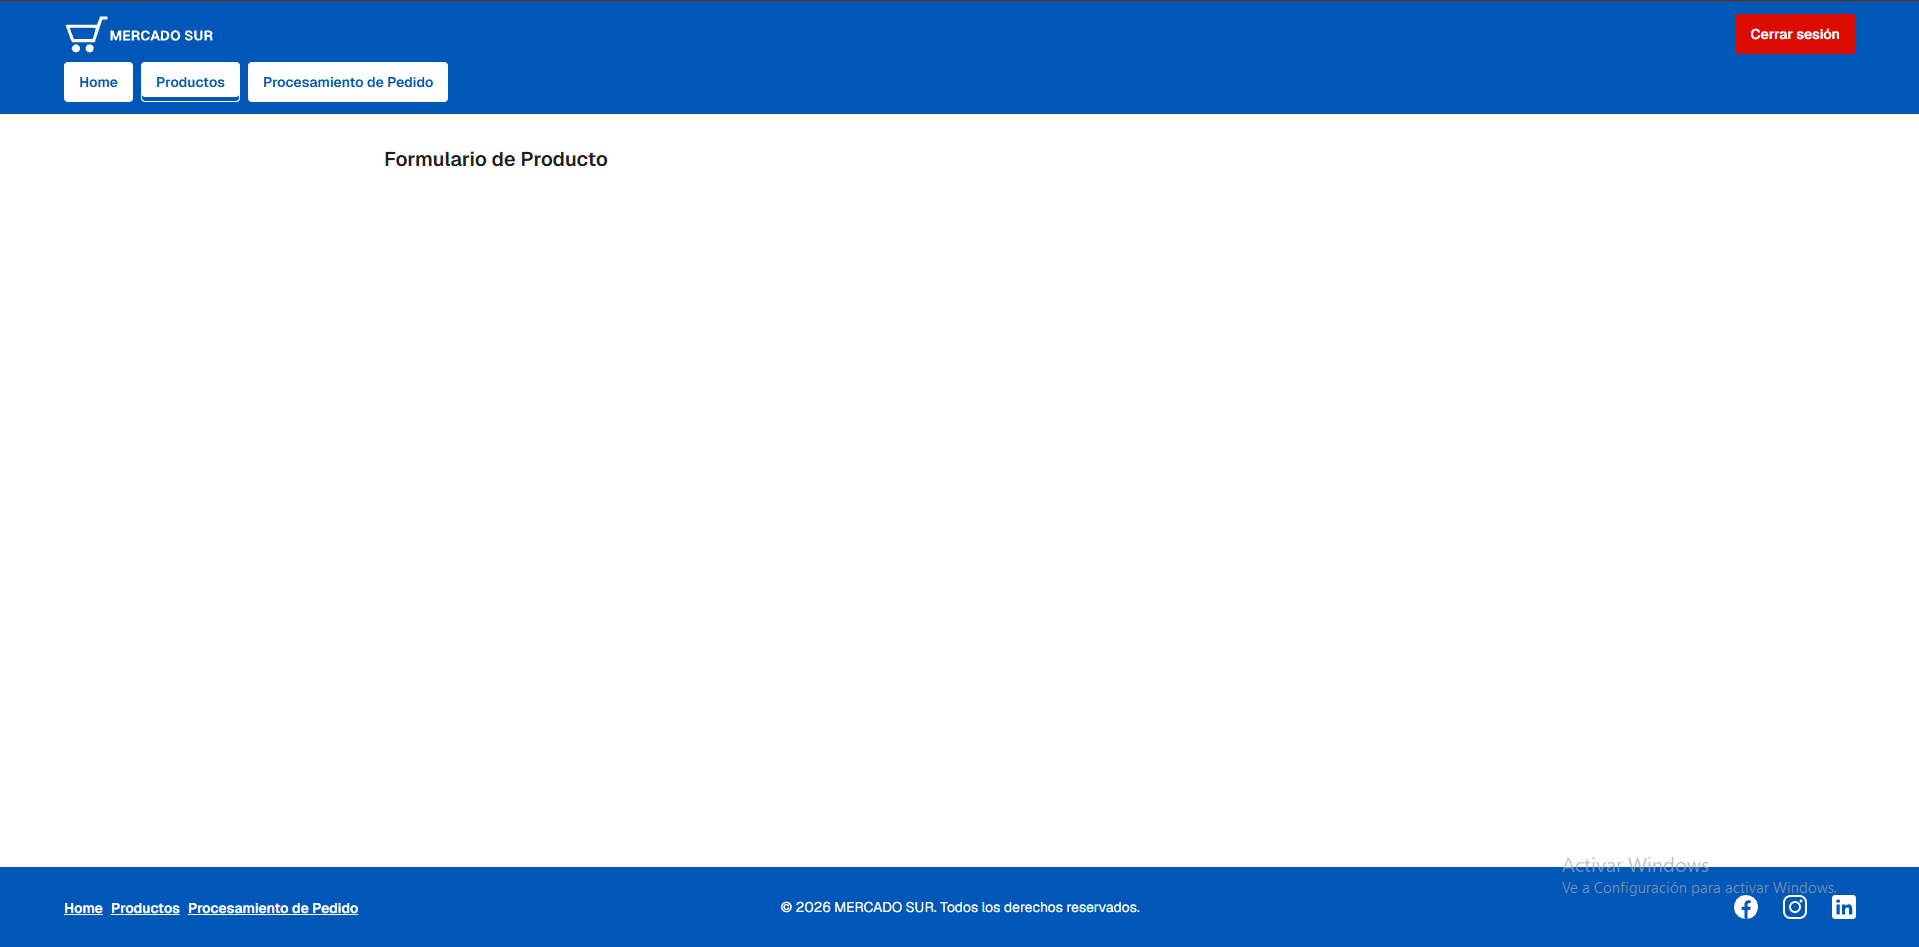 MERCADO SUR
Cerrar sesión
Home
Productos
Procesamiento de Pedido
Formulario de Producto
Activar Windows
Ve a Configuración para activar Windows.
Home Productos Procesamiento de Pedido
© 2026 MERCADO SUR. Todos los derechos reservados.